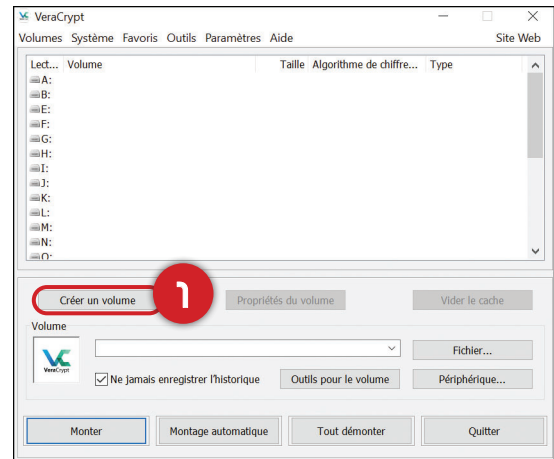 VeraCrypt
Volumes Système Favoris Outils Paramètres Aide Site Web
Lect... Volume Taille Algorithme de chiffre... Type
A:
B:
E:
F:
G:
H:
I:
J:
K:
L:
M:
N:
O:
Créer un volume 1 Propriétés du volume Vider le cache
Volume
VeraCrypt
Fichier...
Ne jamais enregistrer l'historique Outils pour le volume Périphérique...
Monter Montage automatique Tout démonter Quitter